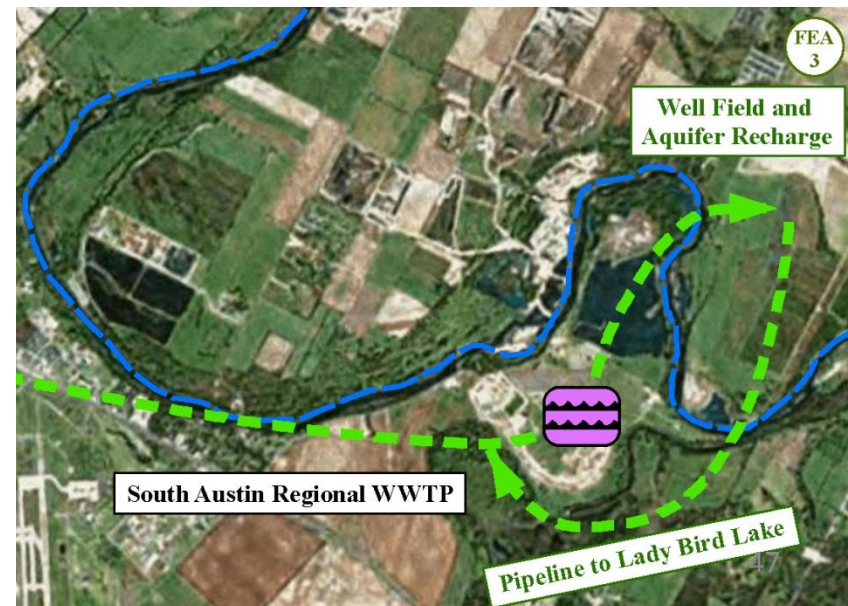 FEA
3
Well Field and
Aquifer Recharge
South Austin Regional WWTP
Pipeline to Lady Bird Lake
47